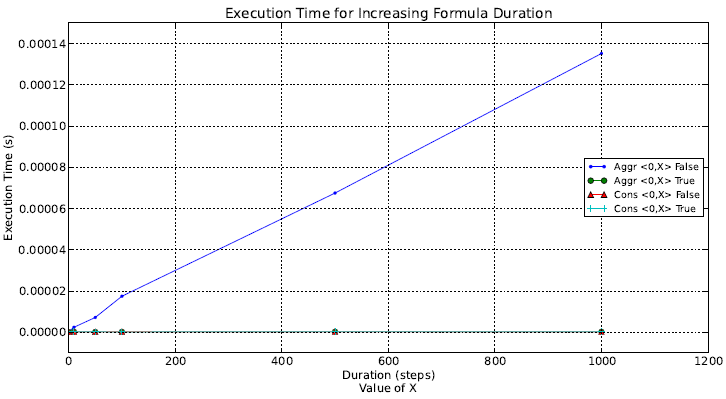 Execution Time for Increasing Formula Duration
Execution Time (s)
0.00014
0.00012
0.00010
0.00008
0.00006
0.00004
0.00002
0.00000
Aggr <0,X> False
Aggr <0,X> True
Cons <0,X> False
Cons <0,X> True
0 200 400 600 800 1000 1200
Duration (steps)
Value of X